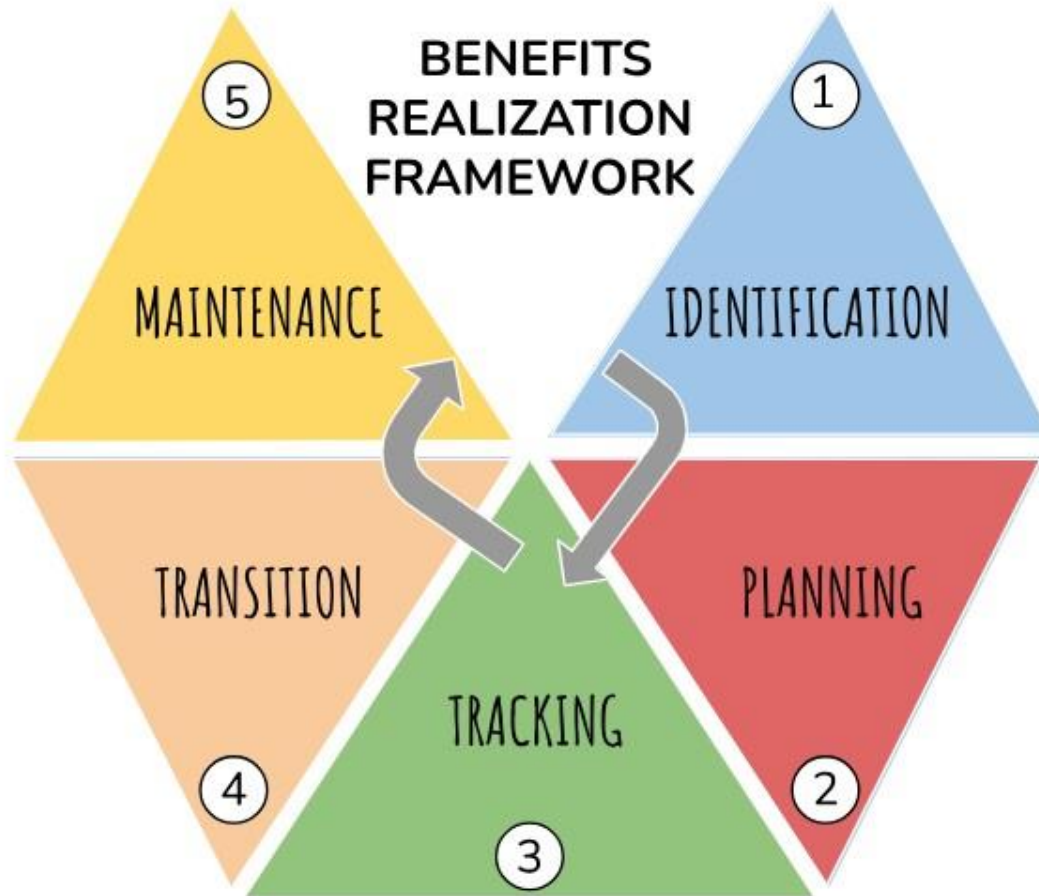 BENEFITS
REALIZATION
FRAMEWORK
1
IDENTIFICATION
2
PLANNING
3
TRACKING
4
TRANSITION
5
MAINTENANCE